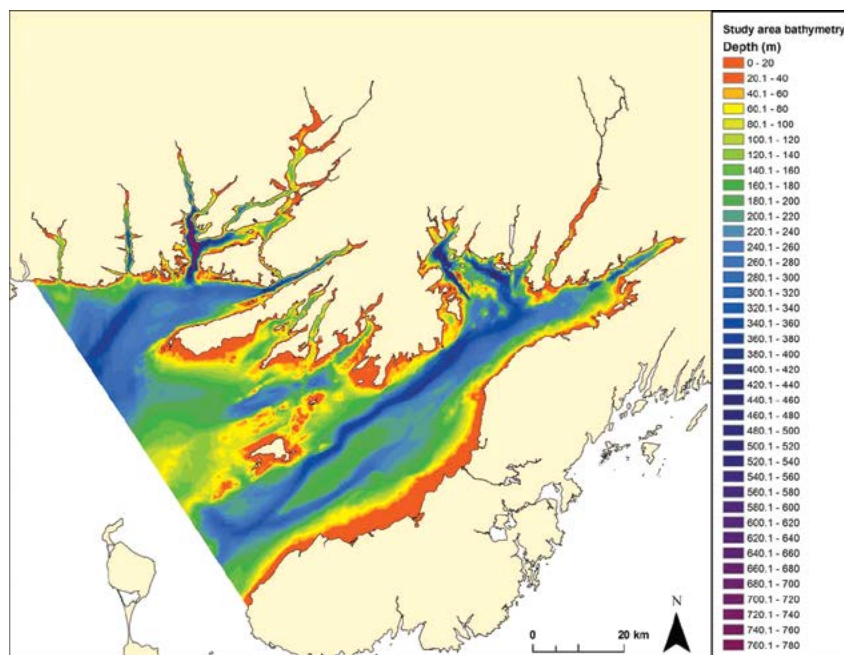 Study area bathymetry
Depth (m)
0 - 20
20.1 - 40
40.1 - 60
60.1 - 80
80.1 - 100
100.1 - 120
120.1 - 140
140.1 - 160
160.1 - 180
180.1 - 200
200.1 - 220
220.1 - 240
240.1 - 260
260.1 - 280
280.1 - 300
300.1 - 320
320.1 - 340
340.1 - 360
360.1 - 380
380.1 - 400
400.1 - 420
420.1 - 440
440.1 - 460
460.1 - 480
480.1 - 500
500.1 - 520
520.1 - 540
540.1 - 560
560.1 - 580
580.1 - 600
600.1 - 620
620.1 - 640
640.1 - 660
660.1 - 680
680.1 - 700
700.1 - 720
720.1 - 740
740.1 - 760
760.1 - 780
N
0 20 km